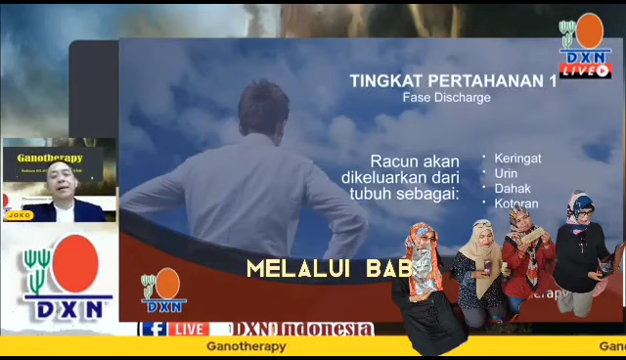 DXN
LIVE
TINGKAT PERTAHANAN 1
Fase Discharge
Ganotherapy
JOKO
Racun akan
dikeluarkan dari
tubuh sebagai:
• Keringat
• Urin
• Dahak
• Kotoran
MELALUI BAB
DXN
DXN
f LIVE
DXN Indonesia
Ganotherapy